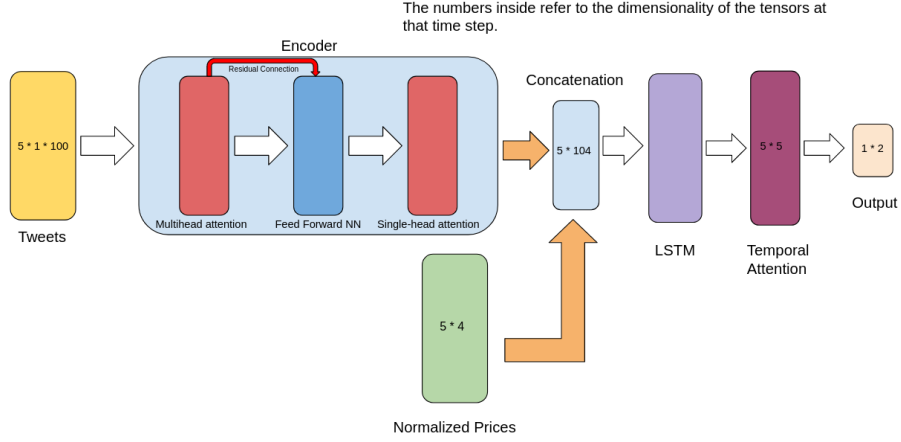 The numbers inside refer to the dimensionality of the tensors at
that time step.
Encoder
Residual Connection
Concatenation
5 * 1 * 100
5 * 104
5 * 5
1 * 2
Multihead attention
Feed Forward NN
Single-head attention
Tweets
Output
LSTM
Temporal
Attention
5 * 4
Normalized Prices